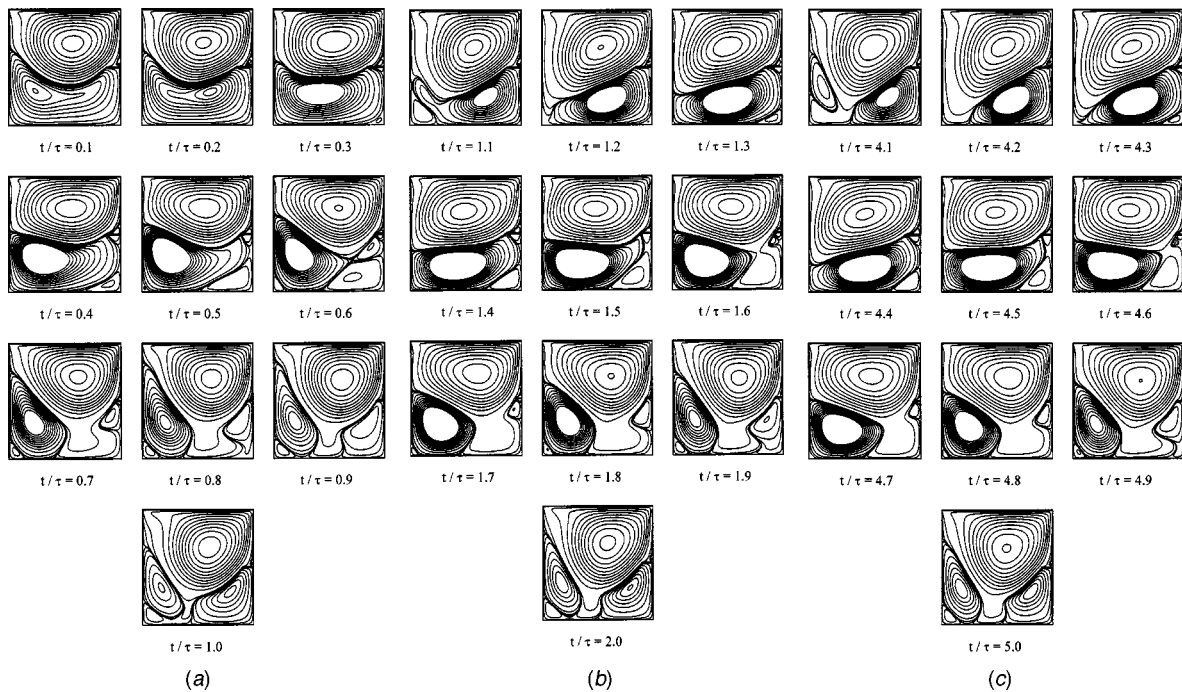 t / τ = 0.1 t / τ = 0.2 t / τ = 0.3 t / τ = 1.1 t / τ = 1.2 t / τ = 1.3 t / τ = 4.1 t / τ = 4.2 t / τ = 4.3
t / τ = 0.4 t / τ = 0.5 t / τ = 0.6 t / τ = 1.4 t / τ = 1.5 t / τ = 1.6 t / τ = 4.4 t / τ = 4.5 t / τ = 4.6
t / τ = 0.7 t / τ = 0.8 t / τ = 0.9 t / τ = 1.7 t / τ = 1.8 t / τ = 1.9 t / τ = 4.7 t / τ = 4.8 t / τ = 4.9
t / τ = 1.0 t / τ = 2.0 t / τ = 5.0
(a) (b) (c)